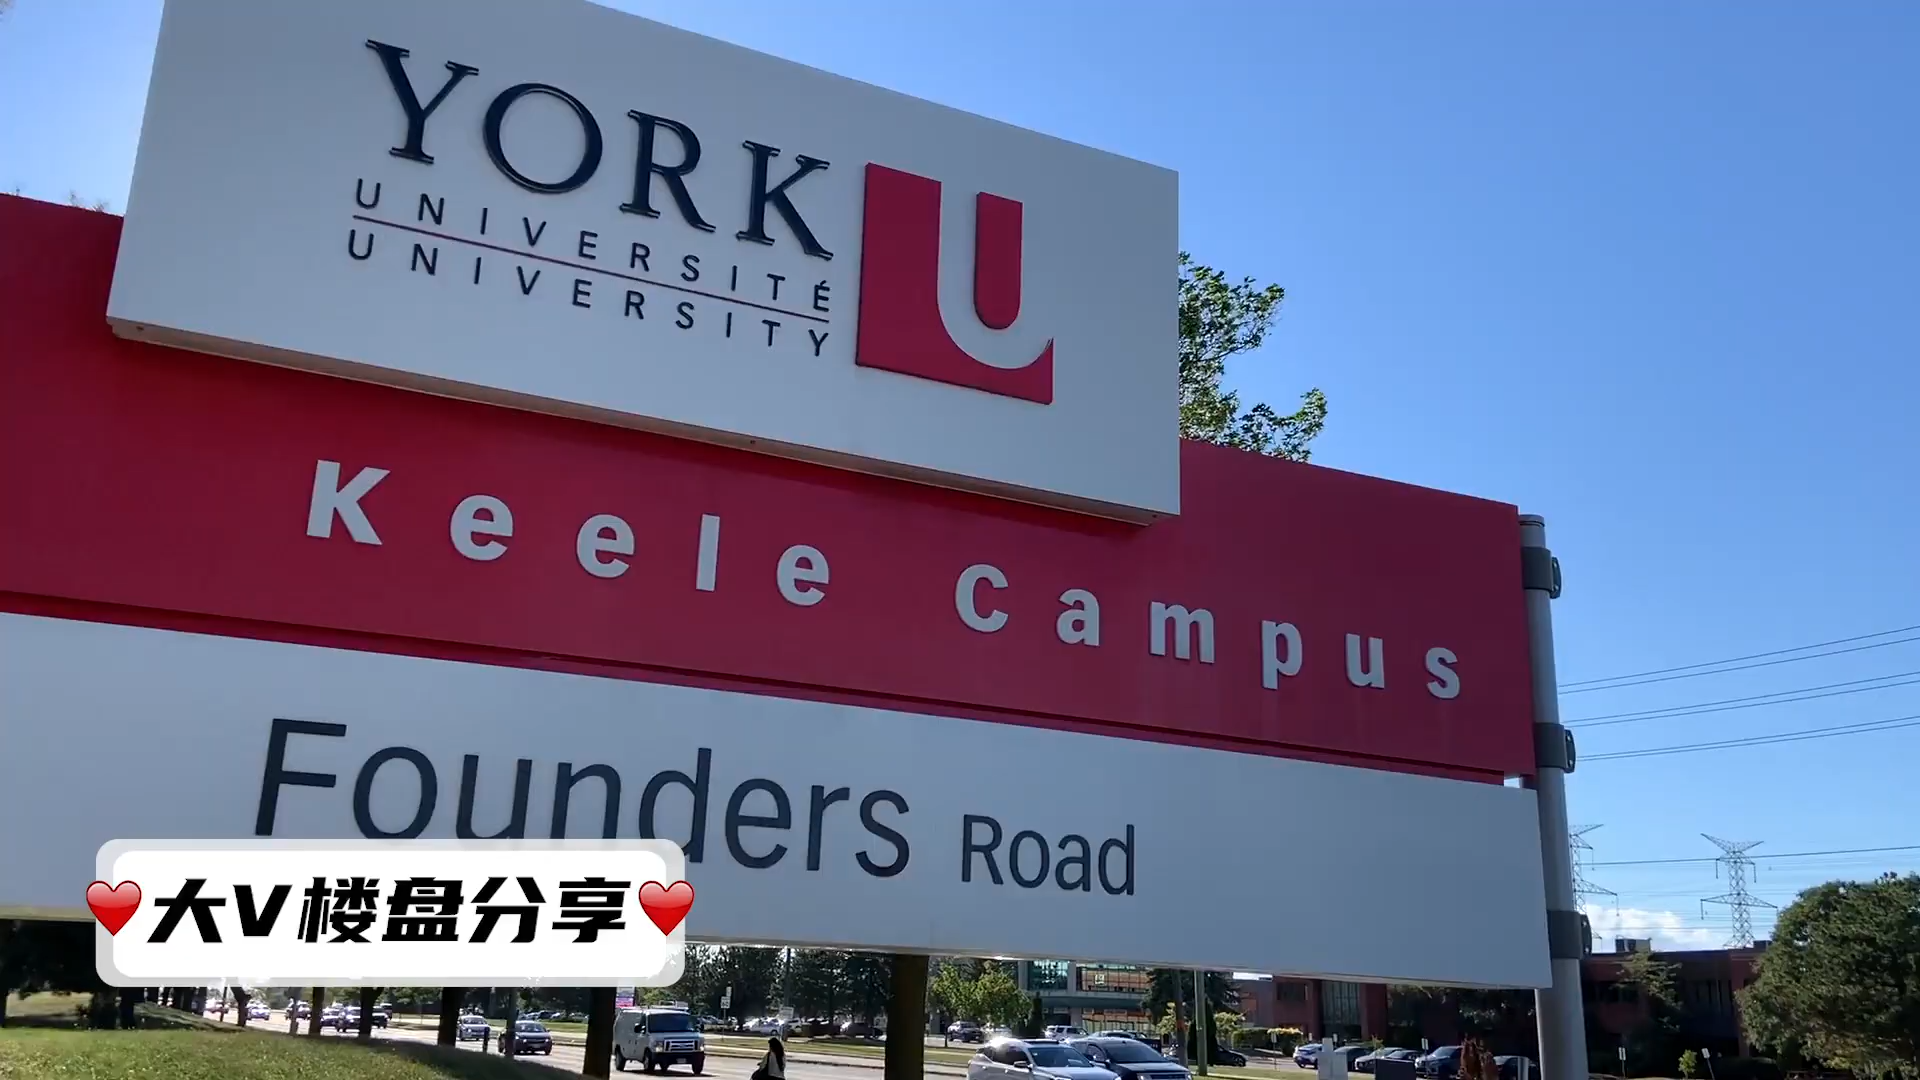 YORK U
UNIVERSITÉ
UNIVERSITY
Keele Campus
Founders Road
❤️大V楼盘分享❤️